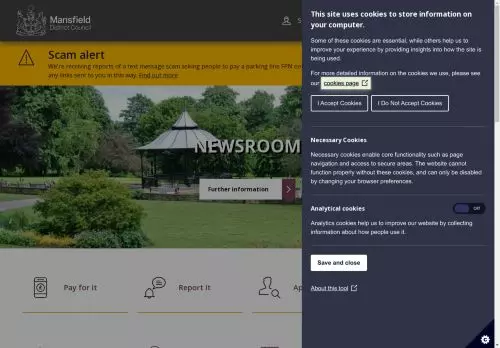 Mansfield
District Council
S
Scam alert
We're receiving reports of a text message scam asking people to pay a parking fine FPN
any links sent to you in this way. Find out more
NEWSROOM
Further information
Pay for it
Report it
Ap
This site uses cookies to store information on
your computer.
Some of these cookies are essential, while others help us to
improve your experience by providing insights into how the site is
being used.
For more detailed information on the cookies we use, please see
our cookies page
I Accept Cookies
I Do Not Accept Cookies
Necessary Cookies
Necessary cookies enable core functionality such as page
navigation and access to secure areas. The website cannot
function properly without these cookies, and can only be disabled
by changing your browser preferences.
Analytical cookies
Off
Analytics cookies help us to improve our website by collecting
information about how people use it.
Save and close
About this tool